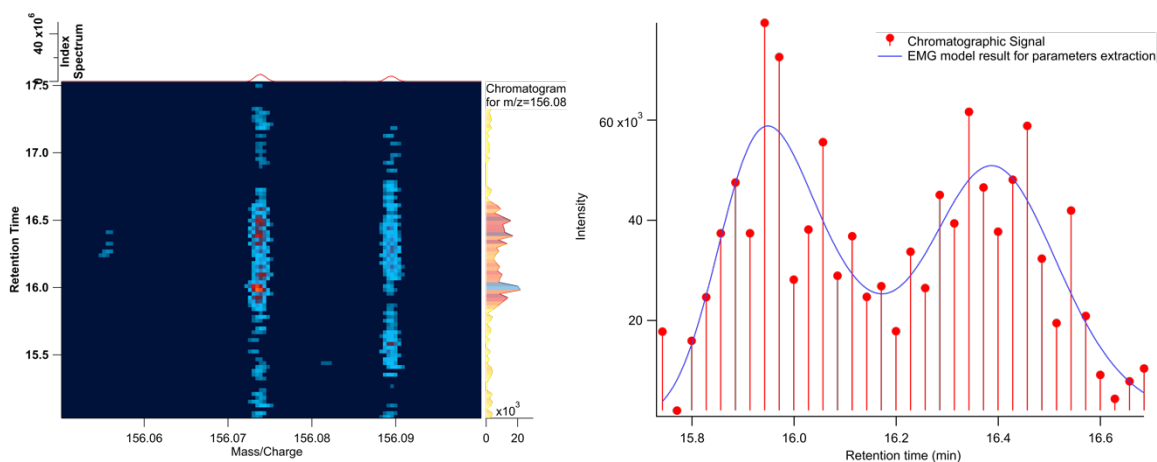 40 x10⁶
0
Index
Spectrum
17.5
17.0
16.5
16.0
15.5
Retention Time
156.06
156.07
156.08
156.09
Mass/Charge
Chromatogram
for m/z=156.08
x10³
0
20
Chromatographic Signal
EMG model result for parameters extraction
60 x10³
40
20
Intensity
15.8
16.0
16.2
16.4
16.6
Retention time (min)